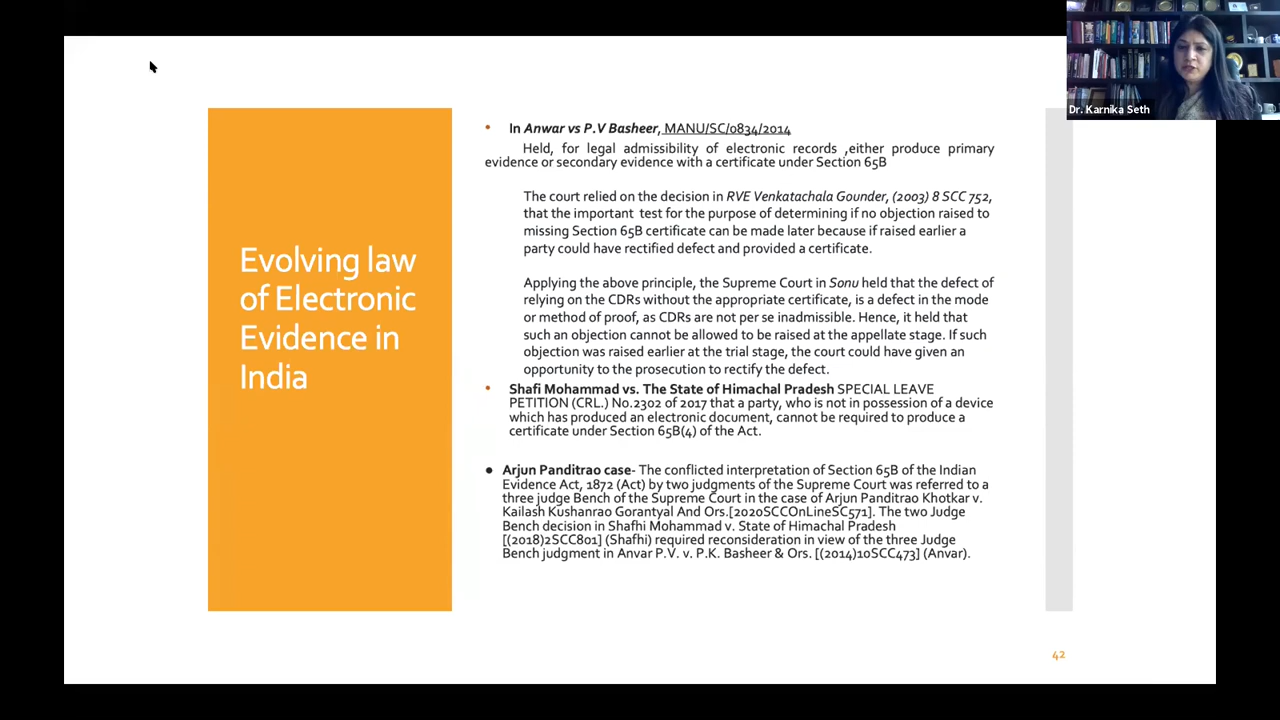 Dr. Karnika Seth
Evolving law
of Electronic
Evidence in
India
• In Anwar vs P.V Basheer, MANU/SC/0834/2014
Held, for legal admissibility of electronic records ,either produce primary
evidence or secondary evidence with a certificate under Section 65B
The court relied on the decision in RVE Venkatachala Gounder, (2003) 8 SCC 752,
that the important test for the purpose of determining if no objection raised to
missing Section 65B certificate can be made later because if raised earlier a
party could have rectified defect and provided a certificate.
Applying the above principle, the Supreme Court in Sonu held that the defect of
relying on the CDRs without the appropriate certificate, is a defect in the mode
or method of proof, as CDRs are not per se inadmissible. Hence, it held that
such an objection cannot be allowed to be raised at the appellate stage. If such
objection was raised earlier at the trial stage, the court could have given an
opportunity to the prosecution to rectify the defect.
• Shafi Mohammad vs. The State of Himachal Pradesh SPECIAL LEAVE
PETITION (CRL.) No.2302 of 2017 that a party, who is not in possession of a device
which has produced an electronic document, cannot be required to produce a
certificate under Section 65B(4) of the Act.
● Arjun Panditrao case- The conflicted interpretation of Section 65B of the Indian
Evidence Act, 1872 (Act) by two judgments of the Supreme Court was referred to a
three judge Bench of the Supreme Court in the case of Arjun Panditrao Khotkar v.
Kailash Kushanrao Gorantyal And Ors.[2020SCCOnLineSC571]. The two Judge
Bench decision in Shafhi Mohammad v. State of Himachal Pradesh
[(2018)2SCC801] (Shafhi) required reconsideration in view of the three Judge
Bench judgment in Anvar P.V. v. P.K. Basheer & Ors. [(2014)10SCC473] (Anvar).
42